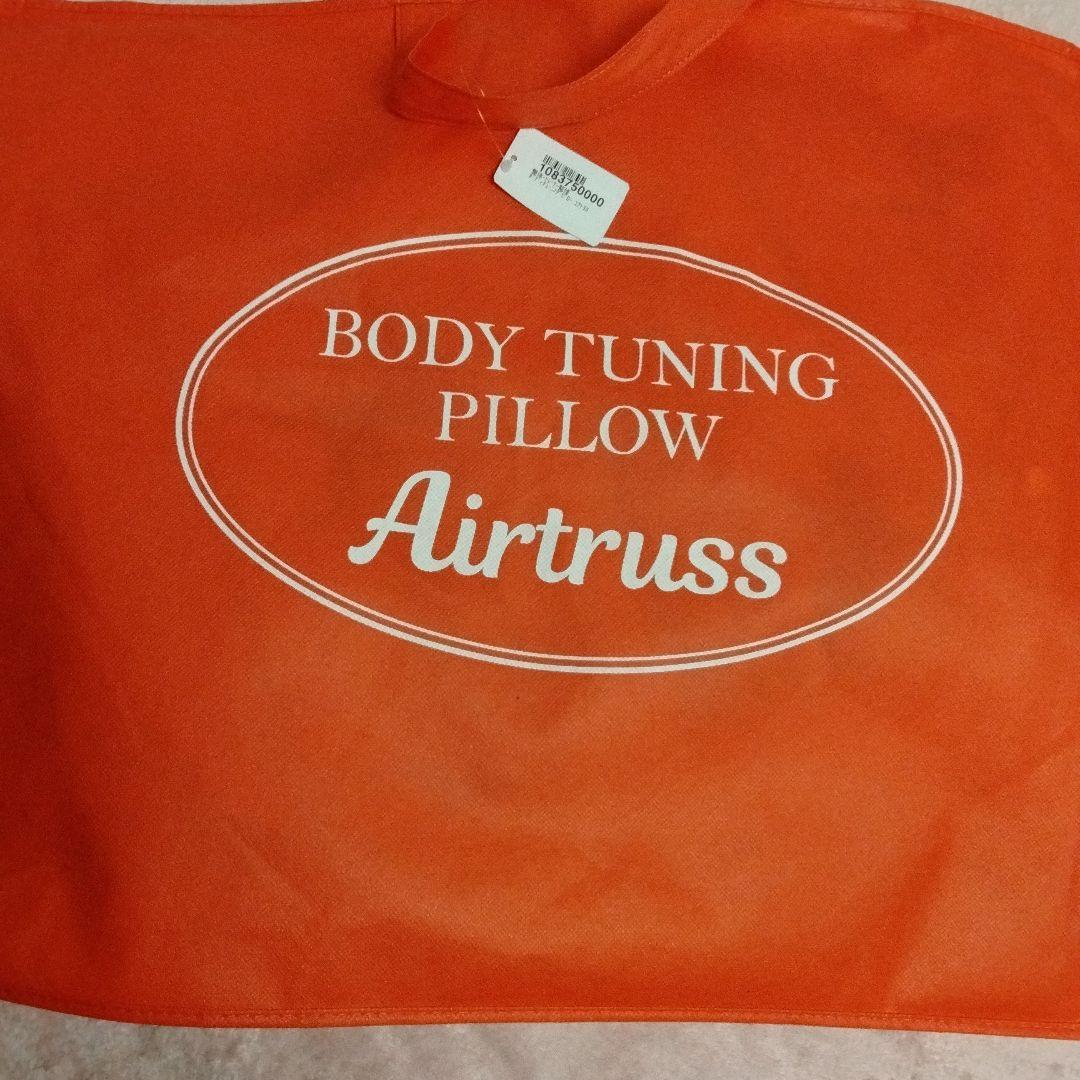 1083750000
BODY TUNING
PILLOW
Airtruss